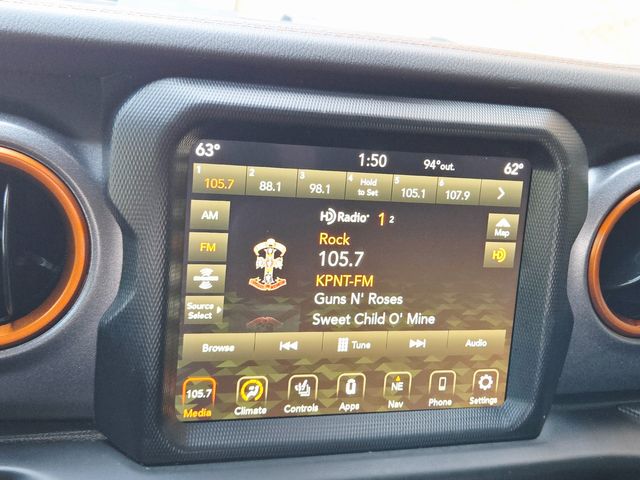 63°
1:50
94°out.
62°
1 105.7
2 88.1
3 98.1
4 Hold to Set
5 105.1
6 107.9
AM
HD Radio 1 2
Map
FM
Rock
HD
105.7
KPNT-FM
Guns N' Roses
Source Select
Sweet Child O' Mine
Browse
Tune
Audio
105.7
NE
Media
Climate
Controls
Apps
Nav
Phone
Settings